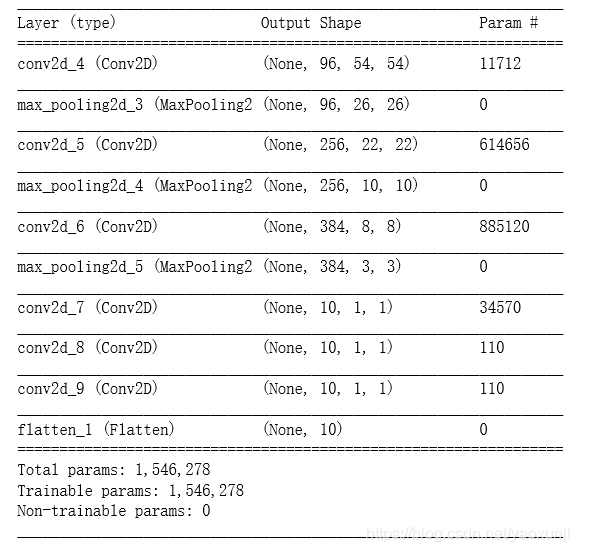 Layer (type) Output Shape Param #
conv2d_4 (Conv2D) (None, 96, 54, 54) 11712
max_pooling2d_3 (MaxPooling2 (None, 96, 26, 26) 0
conv2d_5 (Conv2D) (None, 256, 22, 22) 614656
max_pooling2d_4 (MaxPooling2 (None, 256, 10, 10) 0
conv2d_6 (Conv2D) (None, 384, 8, 8) 885120
max_pooling2d_5 (MaxPooling2 (None, 384, 3, 3) 0
conv2d_7 (Conv2D) (None, 10, 1, 1) 34570
conv2d_8 (Conv2D) (None, 10, 1, 1) 110
conv2d_9 (Conv2D) (None, 10, 1, 1) 110
flatten_1 (Flatten) (None, 10) 0
Total params: 1,546,278
Trainable params: 1,546,278
Non-trainable params: 0
https://blog.csdn.net/yaoxunji